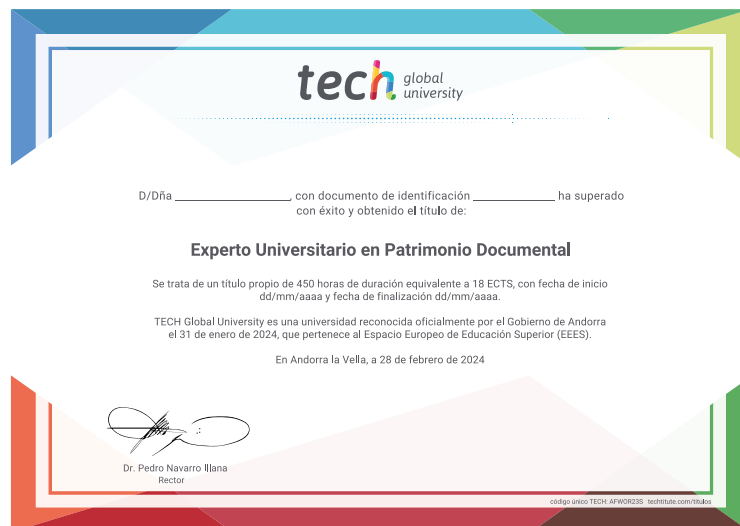 tech global
university
D/Dña ______________, con documento de identificación ______________ ha superado
con éxito y obtenido el título de:
Experto Universitario en Patrimonio Documental
Se trata de un título propio de 450 horas de duración equivalente a 18 ECTS, con fecha de inicio
dd/mm/aaaa y fecha de finalización dd/mm/aaaa.
TECH Global University es una universidad reconocida oficialmente por el Gobierno de Andorra
el 31 de enero de 2024, que pertenece al Espacio Europeo de Educación Superior (EEES).
En Andorra la Vella, a 28 de febrero de 2024
Dr. Pedro Navarro Illana
Rector
código único TECH: AFWOR23S techtitute.com/titulos